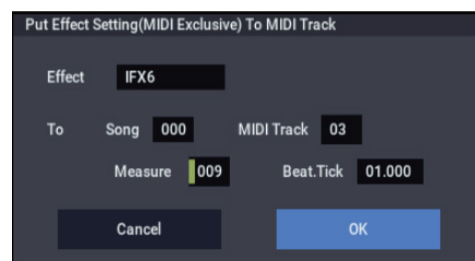 Put Effect Setting(MIDI Exclusive) To MIDI Track
Effect IFX6
To Song 000 MIDI Track 03
Measure 009 Beat.Tick 01.000
Cancel OK